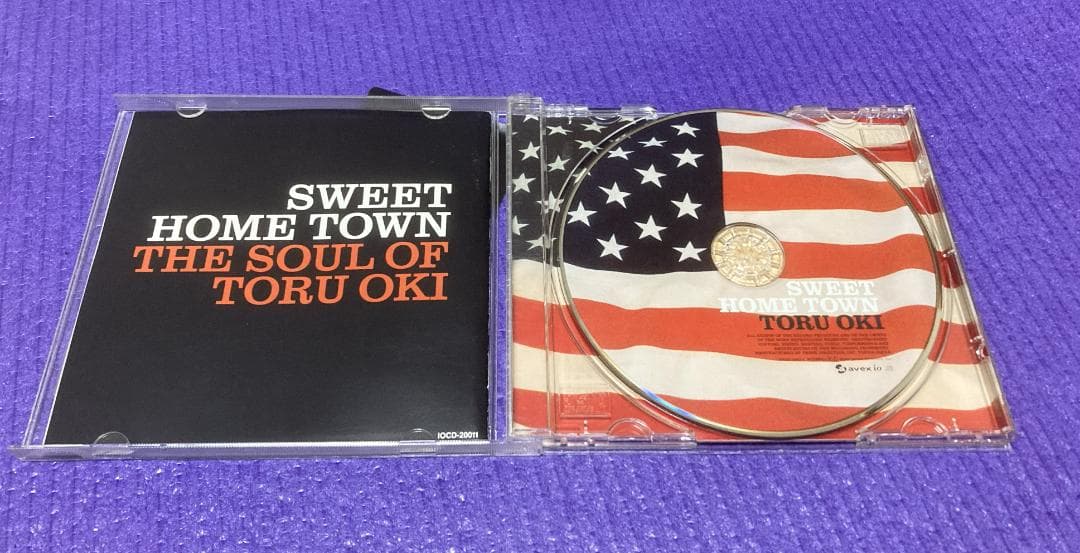 SWEET
HOME TOWN
THE SOUL OF
TORU OKI
IOCD-20011
SWEET
HOME TOWN
TORU OKI
avex io